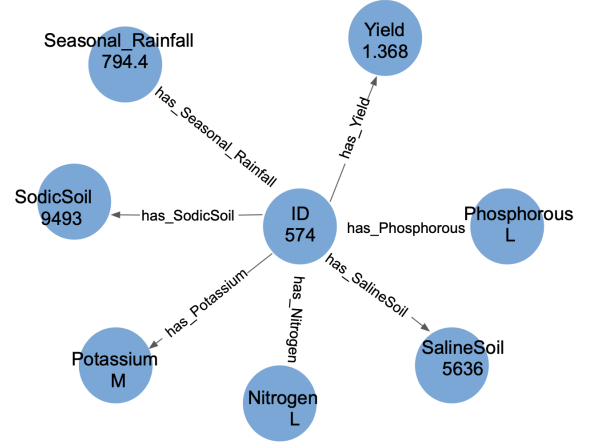 Yield
1.368
Seasonal_Rainfall
794.4
has_Yield
has_Seasonal_Rainfall
SodicSoil
9493
has_SodicSoil
ID
574
has_Phosphorous
Phosphorous
L
has_Potassium
has_Nitrogen
has_SalineSoil
Potassium
M
Nitrogen
L
SalineSoil
5636